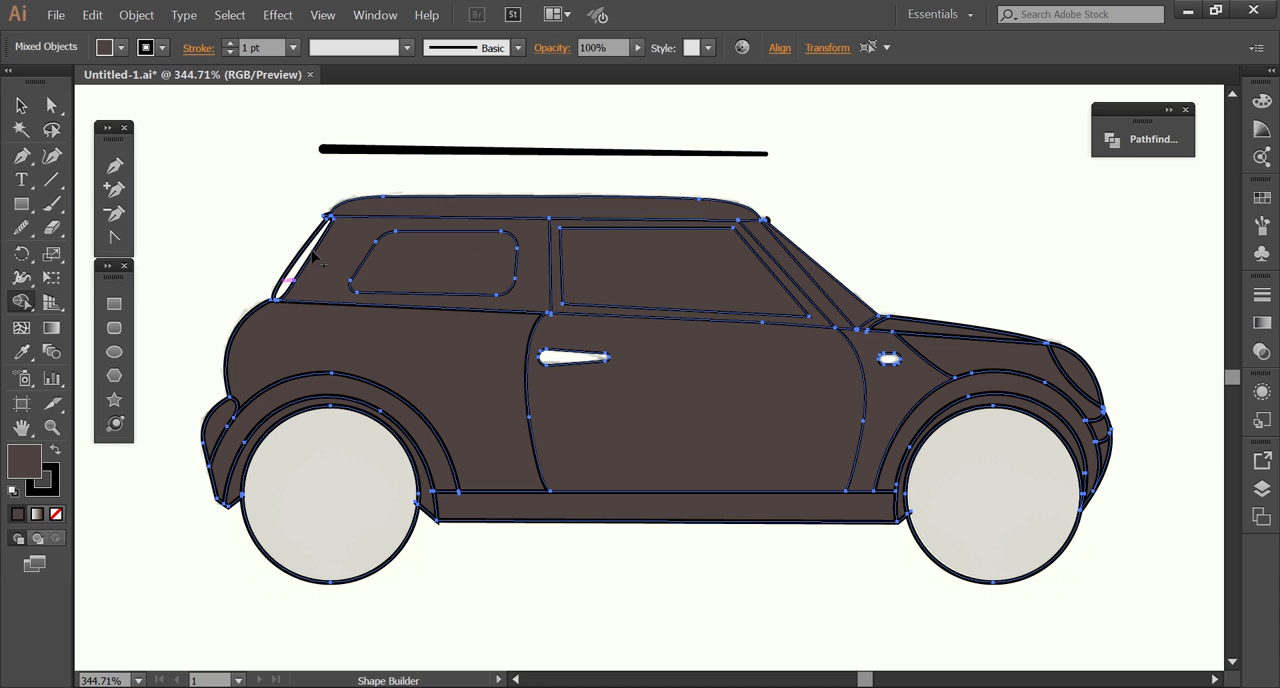 Ai File Edit Object Type Select Effect View Window Help Br St Essentials Search Adobe Stock
Mixed Objects Stroke: 1 pt Basic Opacity: 100% Style: Align Transform
Untitled-1.ai* @ 344.71% (RGB/Preview) ×
Pathfind...
T
344.71% 1 Shape Builder